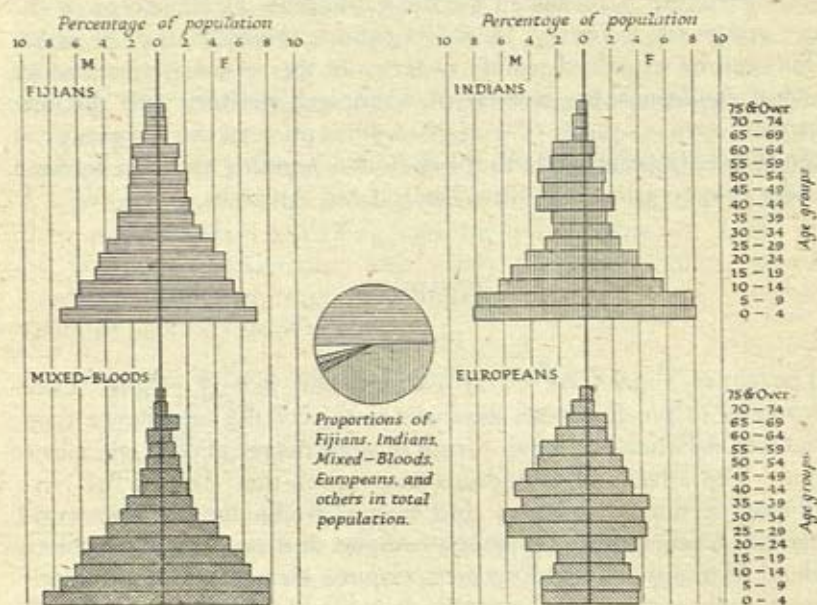 Percentage of population
10 8 6 4 2 0 2 4 6 8 10
M F
FIJIANS
Percentage of population
10 8 6 4 2 0 2 4 6 8 10
M F
INDIANS
75 & Over
70 – 74
65 – 69
60 – 64
55 – 59
50 – 54
45 – 49
40 – 44
35 – 39
30 – 34
25 – 29
20 – 24
15 – 19
10 – 14
5 – 9
0 – 4
Age groups
MIXED–BLOODS
Proportions of
Fijians, Indians,
Mixed–Bloods,
Europeans, and
others in total
population.
EUROPEANS
75 & Over
70 – 74
65 – 69
60 – 64
55 – 59
50 – 54
45 – 49
40 – 44
35 – 39
30 – 34
25 – 29
20 – 24
15 – 19
10 – 14
5 – 9
0 – 4
Age groups